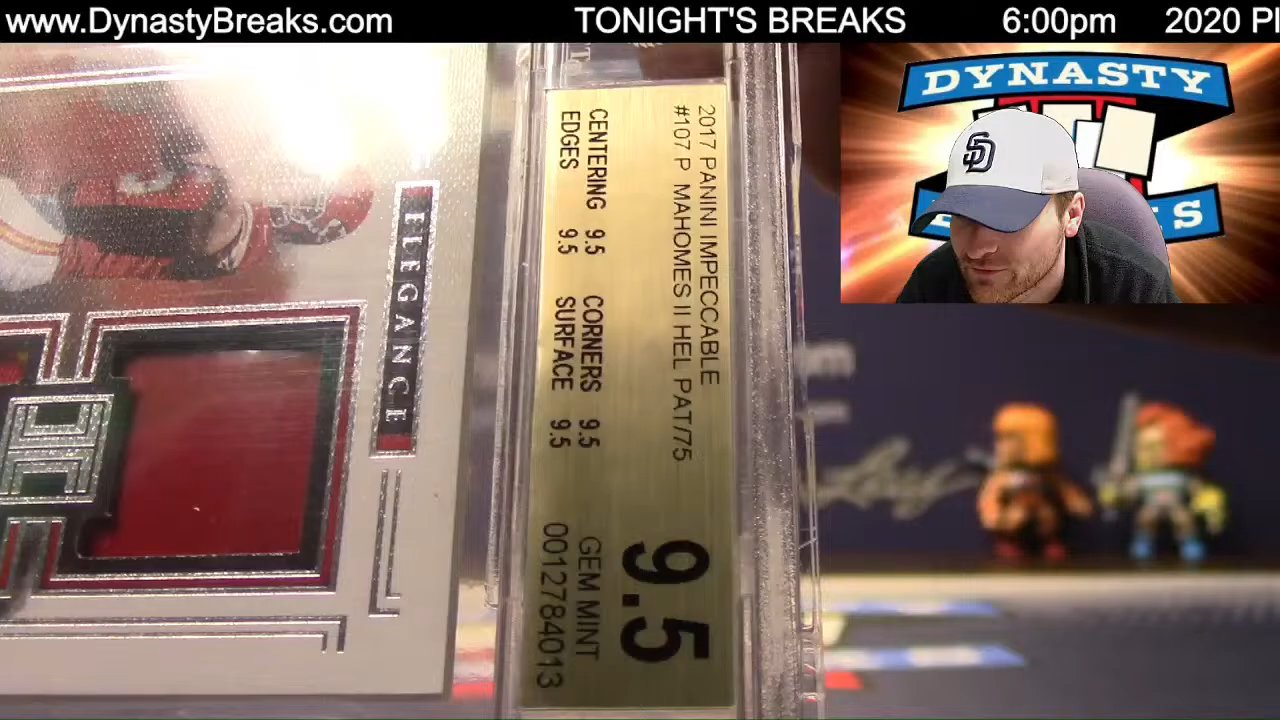 www.DynastyBreaks.com TONIGHT'S BREAKS 6:00pm 2020 Pl
DYNASTY
SD
S
ELEGANCE
2017 PANINI IMPECCABLE
#107 P MAHOMES II HEL PAT/75
CENTERING 9.5 CORNERS 9.5
EDGES 9.5 SURFACE 9.5
9.5
GEM MINT
0012784013